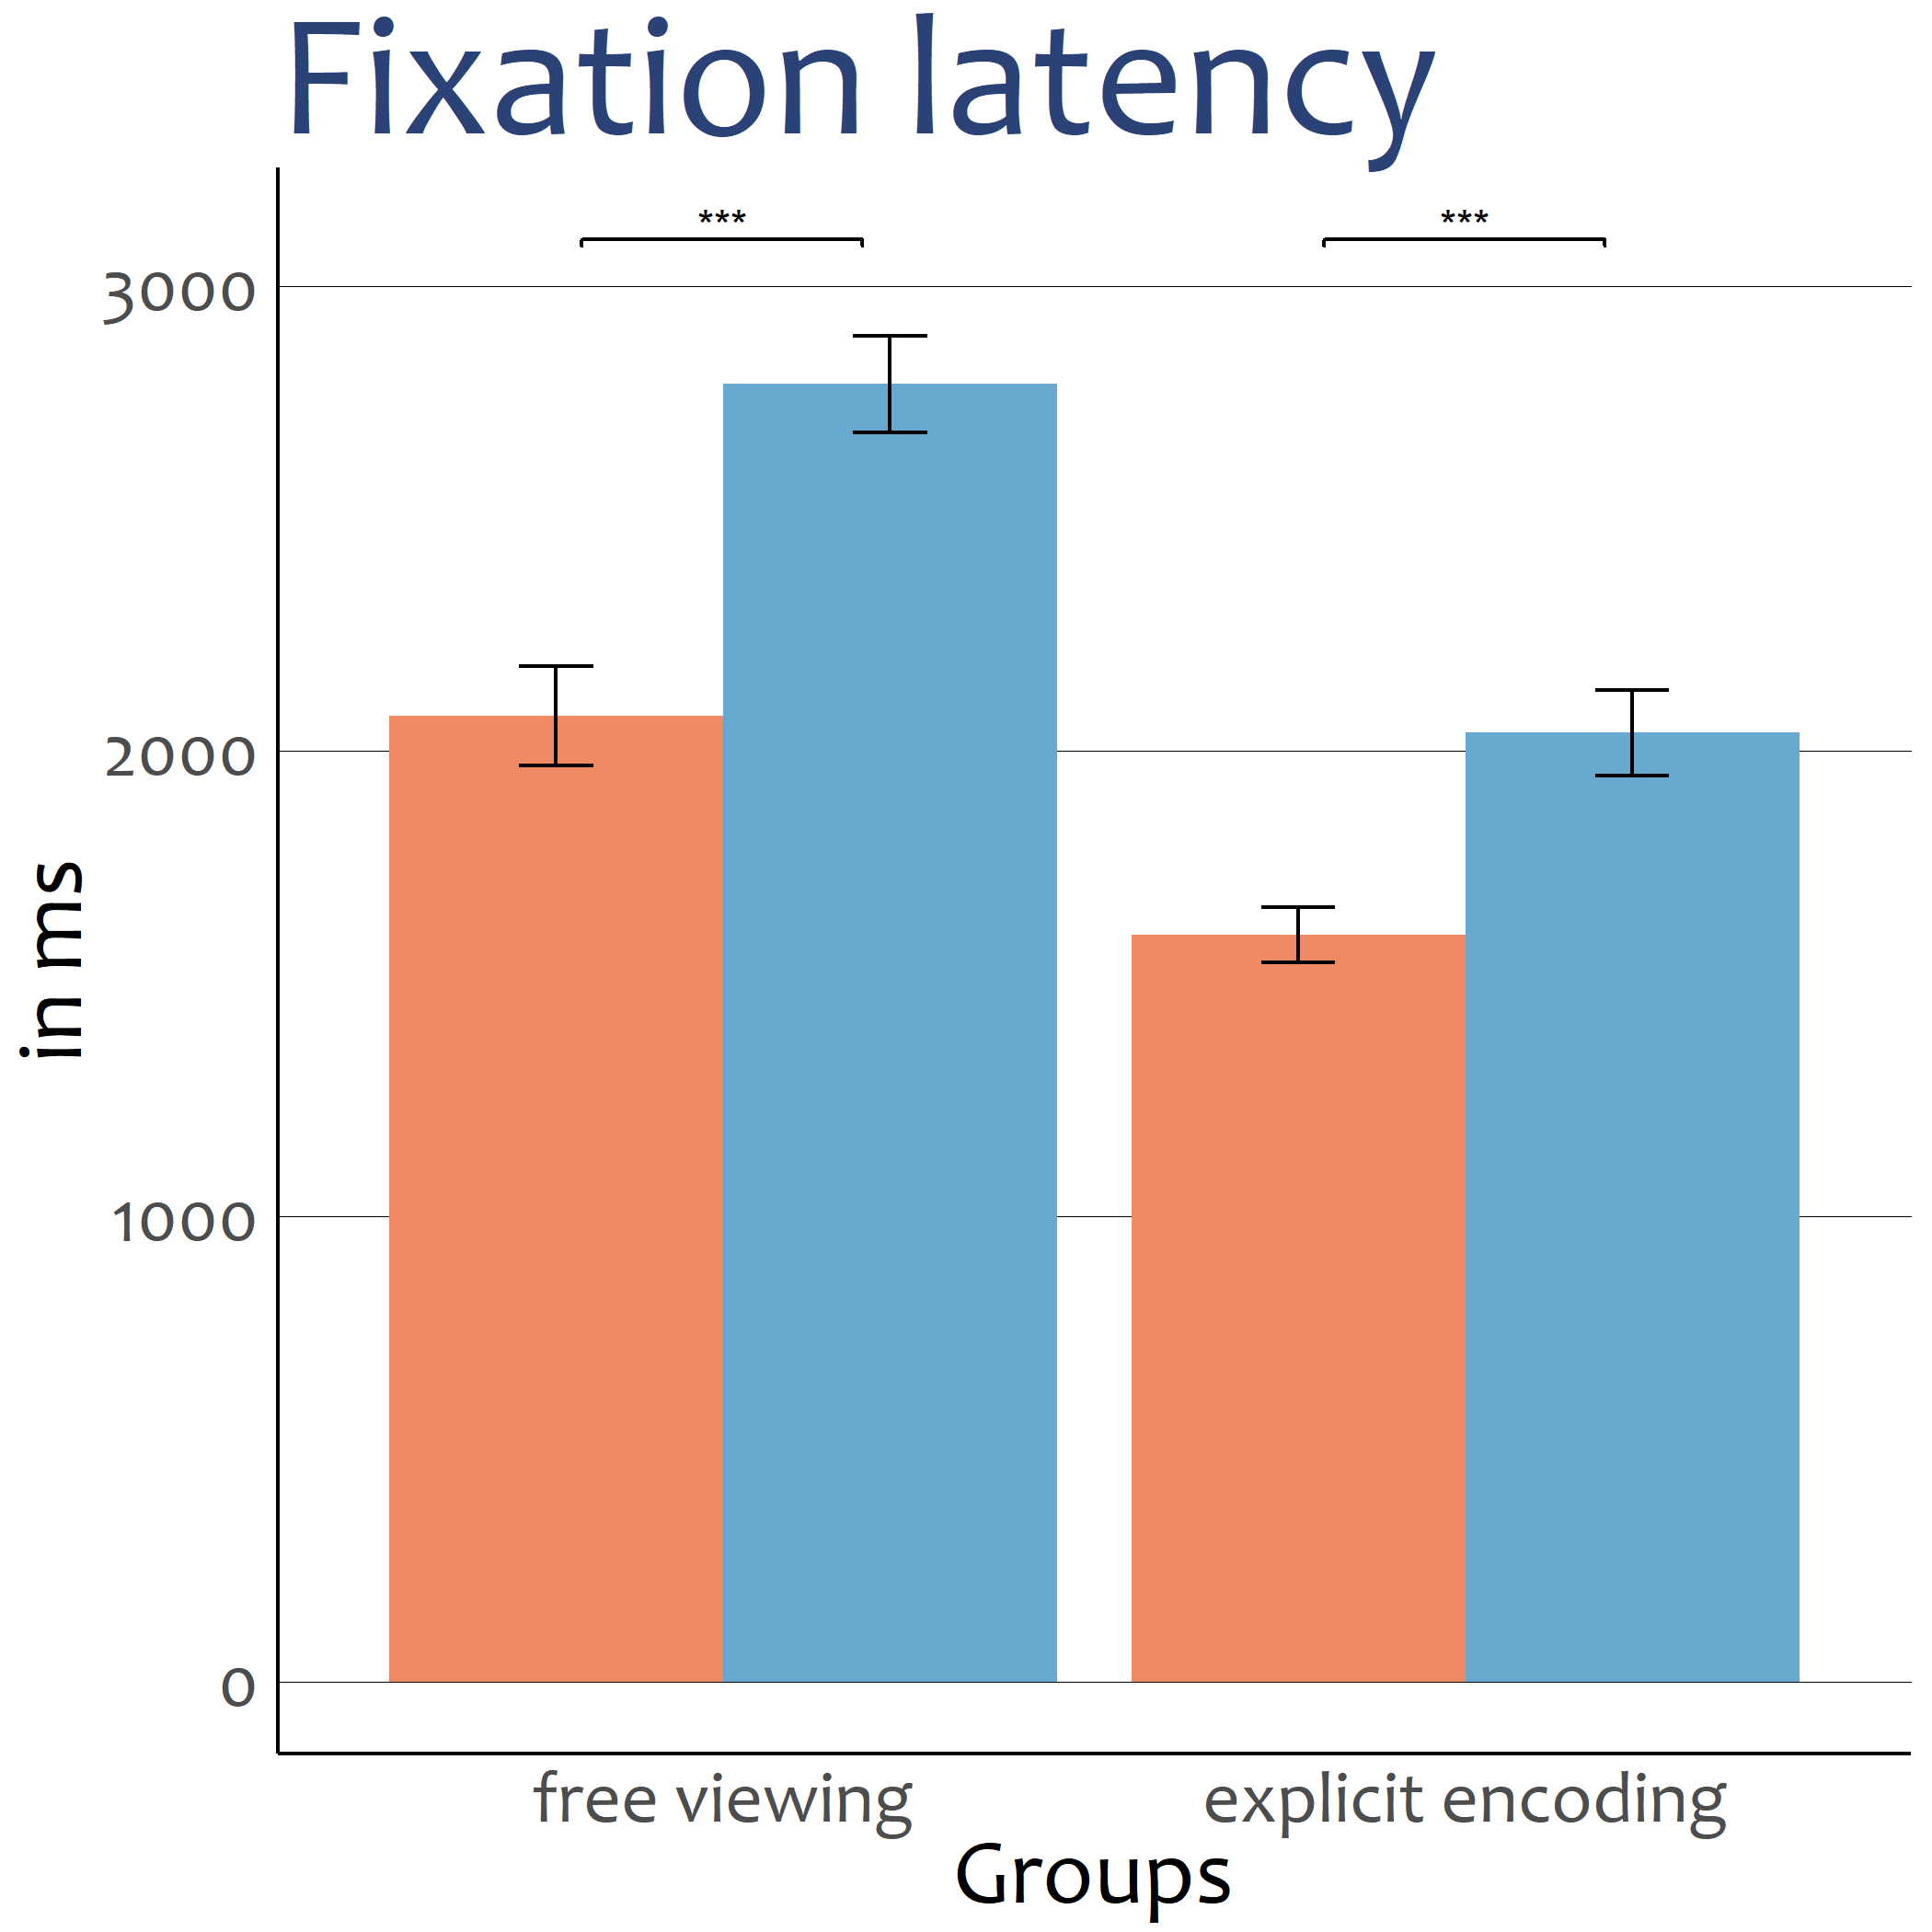 Fixation latency
***
***
3000
2000
1000
0
in ms
free viewing
explicit encoding
Groups